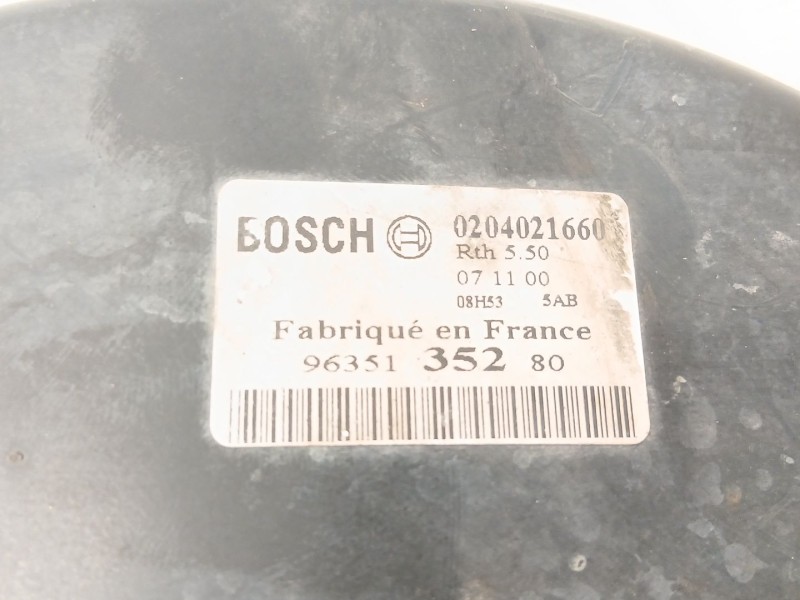 BOSCH 0204021660
Rth 5.50
07 11 00
08H53 5AB
Fabriqué en France
96351 352 80